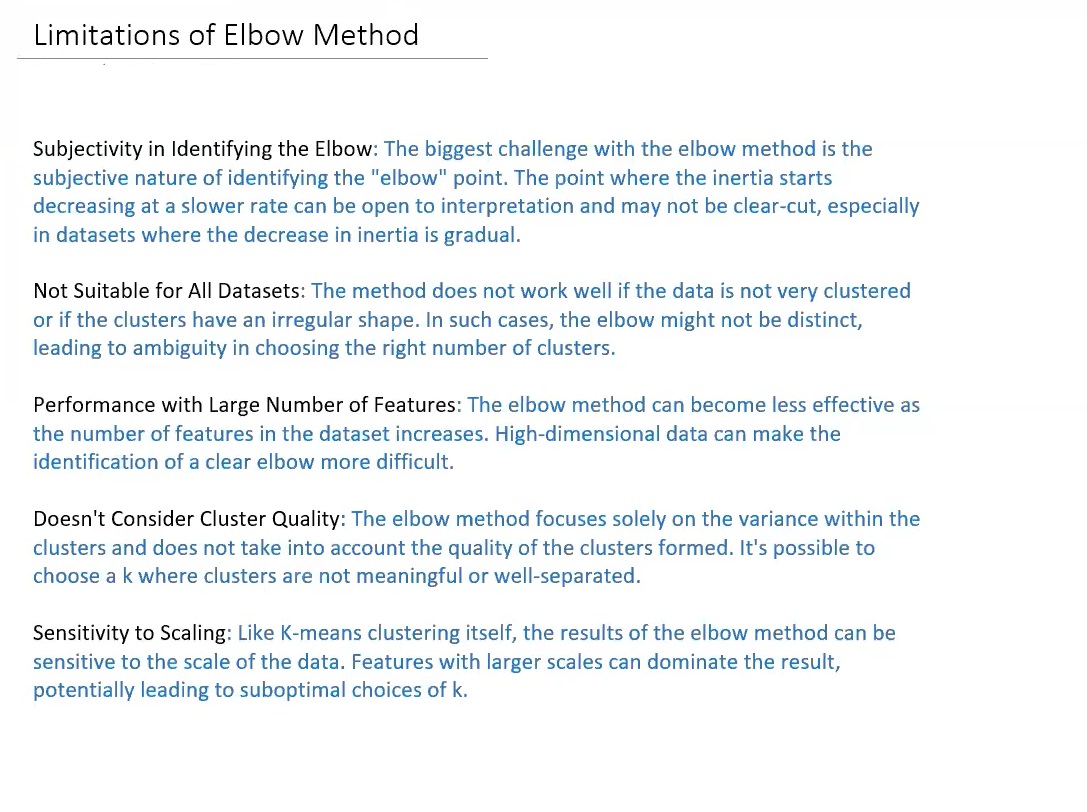 Limitations of Elbow Method
Subjectivity in Identifying the Elbow: The biggest challenge with the elbow method is the
subjective nature of identifying the "elbow" point. The point where the inertia starts
decreasing at a slower rate can be open to interpretation and may not be clear-cut, especially
in datasets where the decrease in inertia is gradual.
Not Suitable for All Datasets: The method does not work well if the data is not very clustered
or if the clusters have an irregular shape. In such cases, the elbow might not be distinct,
leading to ambiguity in choosing the right number of clusters.
Performance with Large Number of Features: The elbow method can become less effective as
the number of features in the dataset increases. High-dimensional data can make the
identification of a clear elbow more difficult.
Doesn't Consider Cluster Quality: The elbow method focuses solely on the variance within the
clusters and does not take into account the quality of the clusters formed. It's possible to
choose a k where clusters are not meaningful or well-separated.
Sensitivity to Scaling: Like K-means clustering itself, the results of the elbow method can be
sensitive to the scale of the data. Features with larger scales can dominate the result,
potentially leading to suboptimal choices of k.